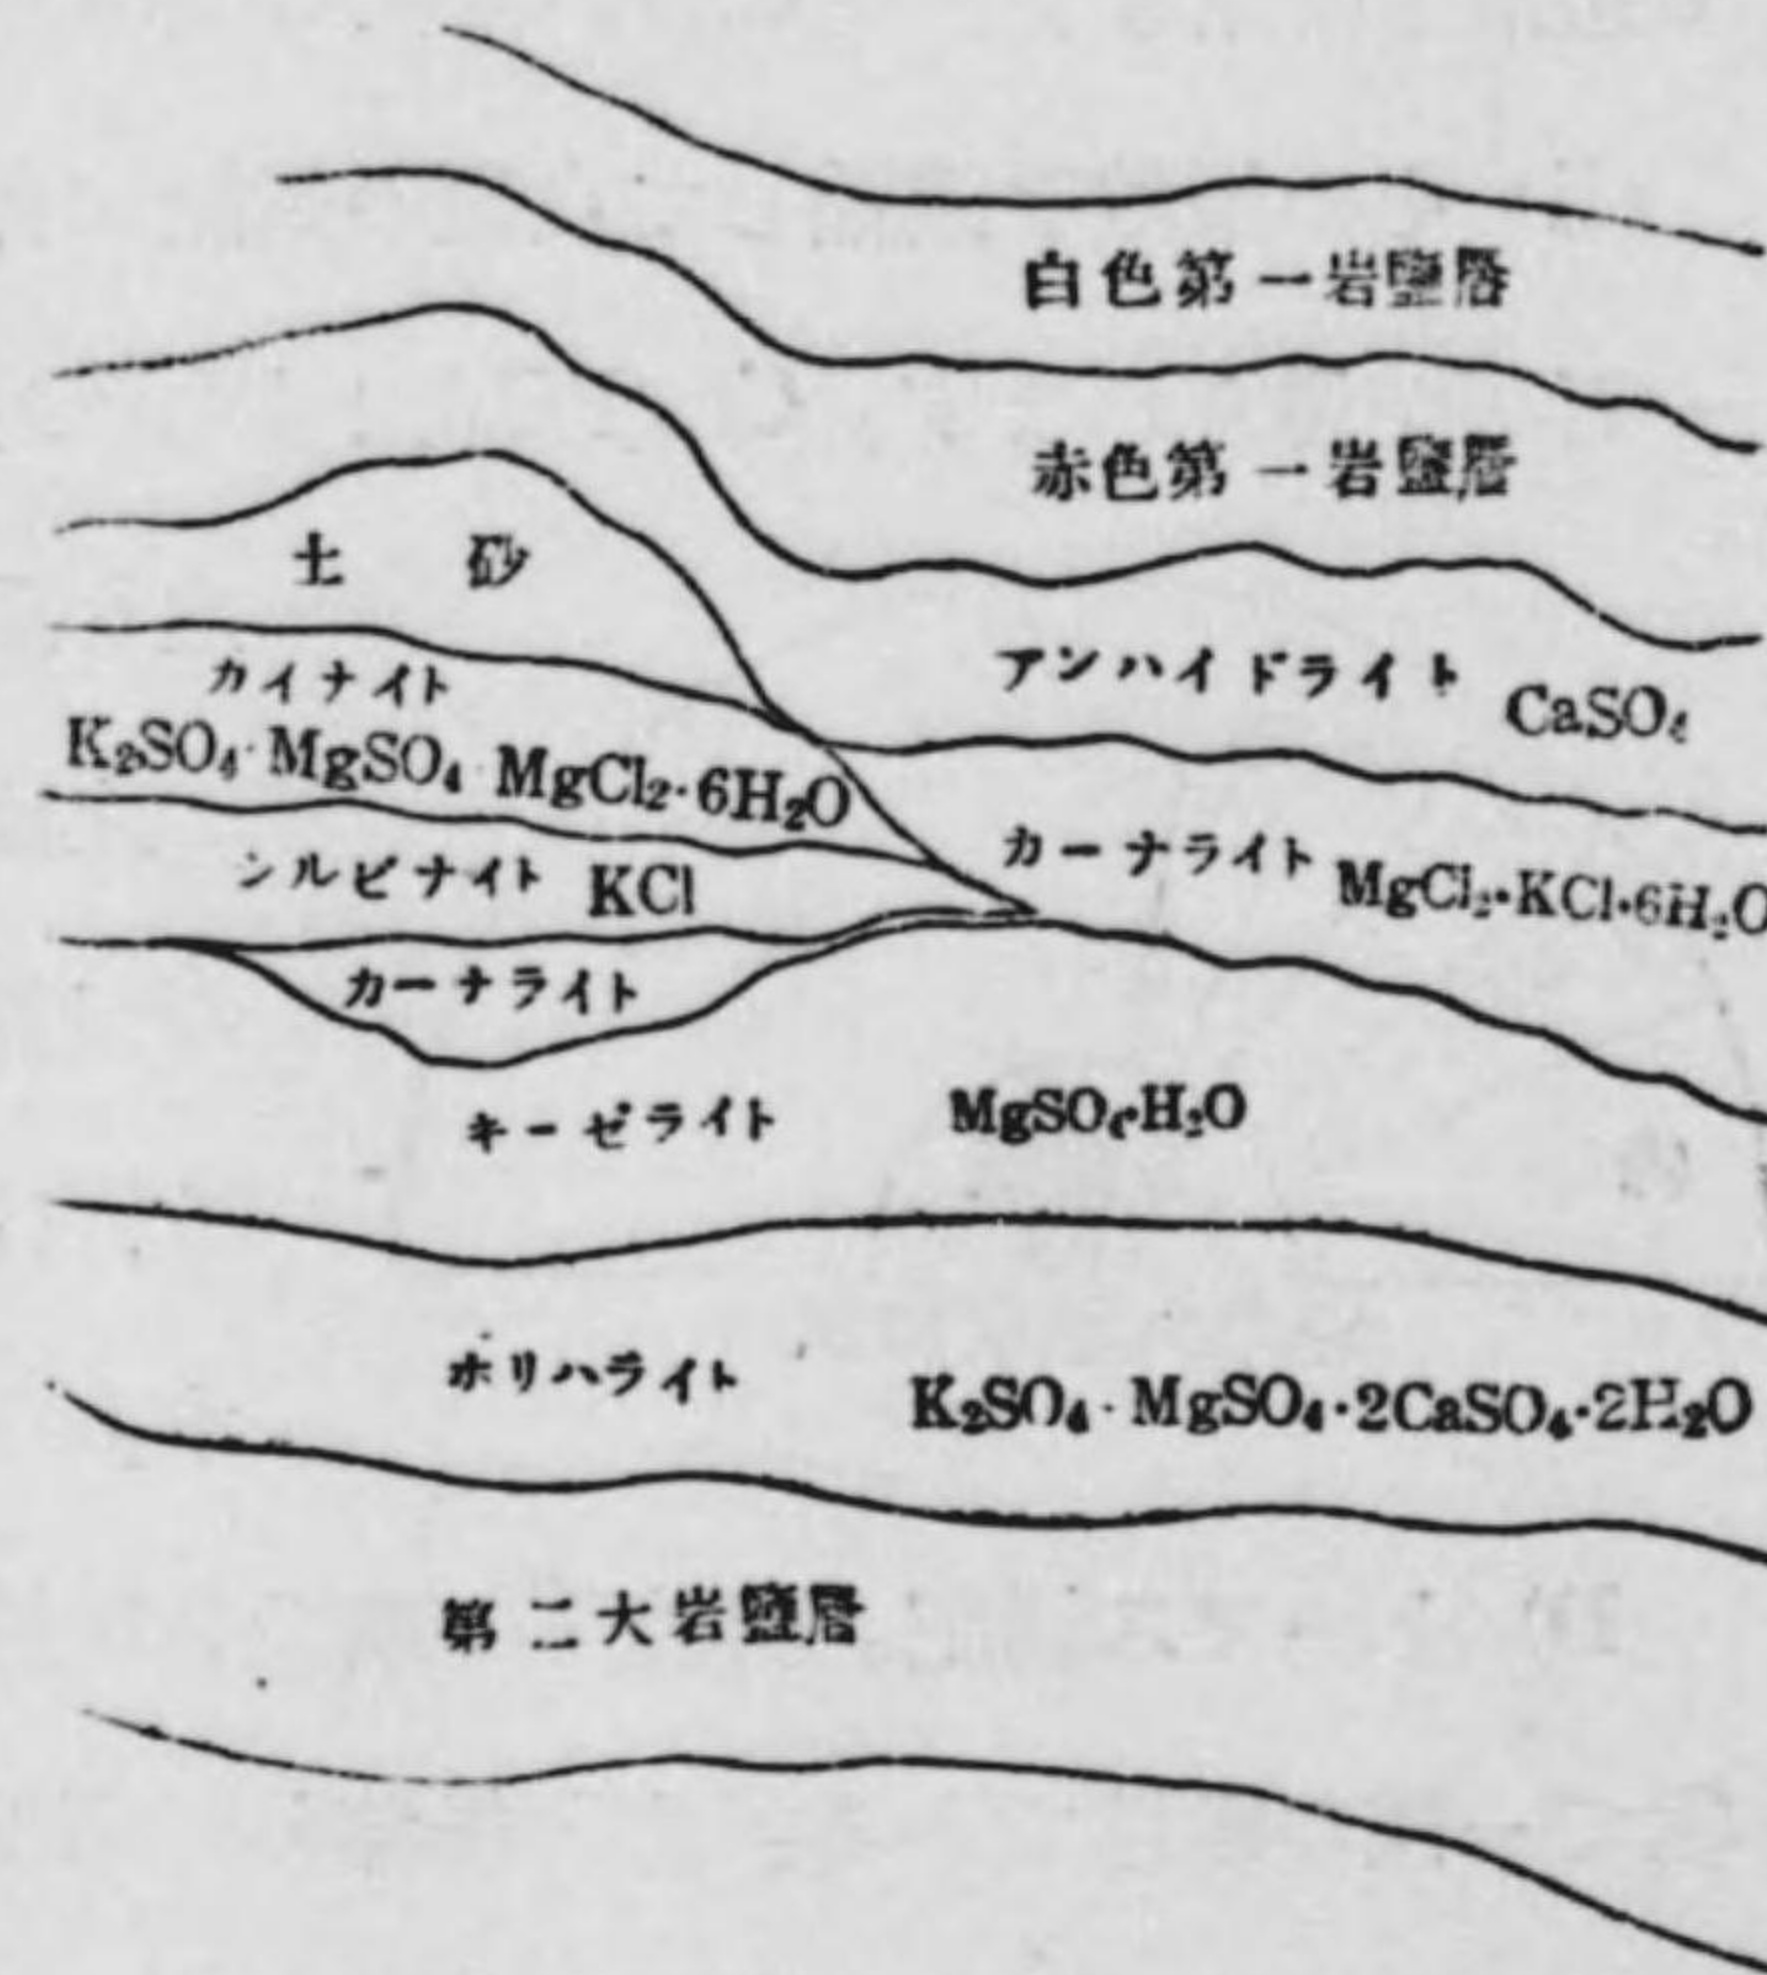 白色第一岩鹽層
赤色第一岩鹽層
土砂
アンハイドライト CaSO₄
カイナイト
K₂SO₄·MgSO₄ MgCl₂·6H₂O
カーナライト MgCl₂·KCl·6H₂O
シルビナイト KCl
カーナライト
キーゼライト MgSO₄·H₂O
ポリハライト K₂SO₄·MgSO₄·2CaSO₄·2H₂O
第二大岩鹽層